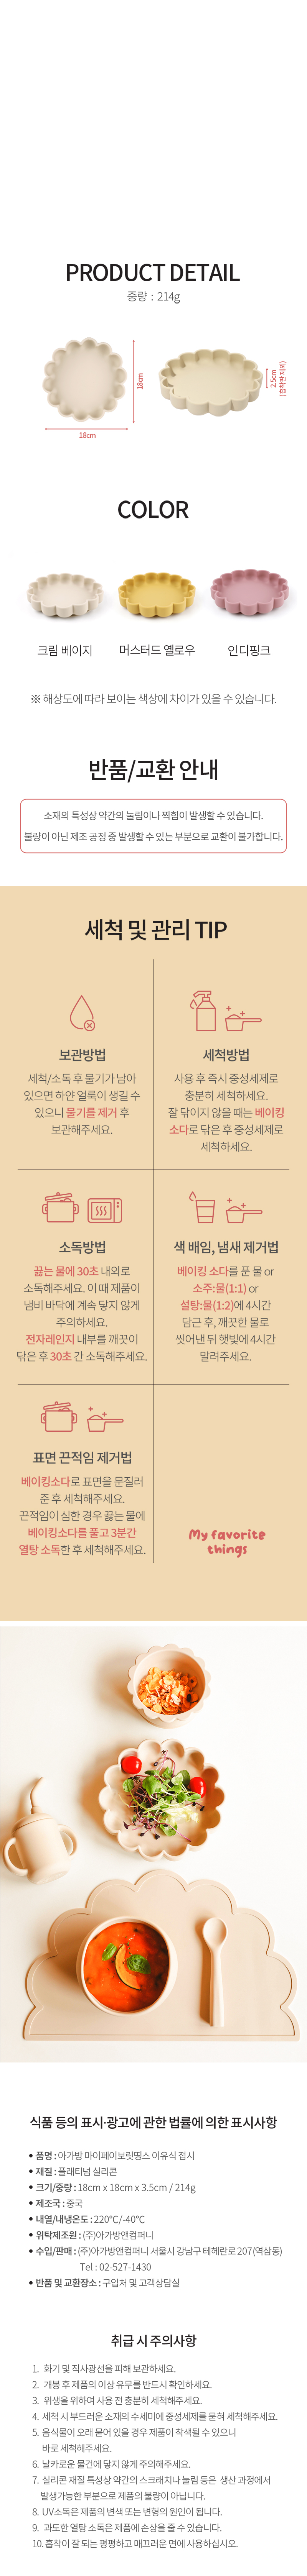 PRODUCT DETAIL
중량 : 214g
18cm
18cm
2.5cm
(흡착판 제외)
COLOR
크림 베이지
머스터드 옐로우
인디핑크
※ 해상도에 따라 보이는 색상에 차이가 있을 수 있습니다.
반품/교환 안내
소재의 특성상 약간의 눌림이나 찍힘이 발생할 수 있습니다.
불량이 아닌 제조 공정 중 발생할 수 있는 부분으로 교환이 불가합니다.
세척 및 관리 TIP
보관방법
세척/소독 후 물기가 남아
있으면 하얀 얼룩이 생길 수
있으니 물기를 제거 후
보관해주세요.
세척방법
사용 후 즉시 중성세제로
충분히 세척하세요.
잘 닦이지 않을 때는 베이킹
소다로 닦은 후 중성세제로
세척하세요.
소독방법
끓는 물에 30초 내외로
소독해주세요. 이 때 제품이
냄비 바닥에 계속 닿지 않게
주의하세요.
전자레인지 내부를 깨끗이
닦은 후 30초 간 소독해주세요.
색 배임, 냄새 제거법
베이킹 소다를 푼 물 or
소주:물(1:1) or
설탕:물(1:2)에 4시간
담근 후, 깨끗한 물로
씻어낸 뒤 햇빛에 4시간
말려주세요.
표면 끈적임 제거법
베이킹소다로 표면을 문질러
준 후 세척해주세요.
끈적임이 심한 경우 끓는 물에
베이킹소다를 풀고 3분간
열탕 소독한 후 세척해주세요.
My favorite
things
식품 등의 표시·광고에 관한 법률에 의한 표시사항
• 품명 : 아가방 마이페이보릿띵스 이유식 접시
• 재질 : 플래티넘 실리콘
• 크기/중량 : 18cm x 18cm x 3.5cm / 214g
• 제조국 : 중국
• 내열/내냉온도 : 220℃/-40℃
• 위탁제조원 : (주)아가방앤컴퍼니
• 수입/판매 : (주)아가방앤컴퍼니 서울시 강남구 테헤란로 207(역삼동)
Tel : 02-527-1430
• 반품 및 교환장소 : 구입처 및 고객상담실
취급 시 주의사항
1. 화기 및 직사광선을 피해 보관하세요.
2. 개봉 후 제품의 이상 유무를 반드시 확인하세요.
3. 위생을 위하여 사용 전 충분히 세척해주세요.
4. 세척 시 부드러운 소재의 수세미에 중성세제를 묻혀 세척해주세요.
5. 음식물이 오래 묻어 있을 경우 제품이 착색될 수 있으니
바로 세척해주세요.
6. 날카로운 물건에 닿지 않게 주의해주세요.
7. 실리콘 재질 특성상 약간의 스크래치나 눌림 등은 생산 과정에서
발생가능한 부분으로 제품의 불량이 아닙니다.
8. UV소독은 제품의 변색 또는 변형의 원인이 됩니다.
9. 과도한 열탕 소독은 제품에 손상을 줄 수 있습니다.
10. 흡착이 잘 되는 평평하고 매끄러운 면에 사용하십시오.